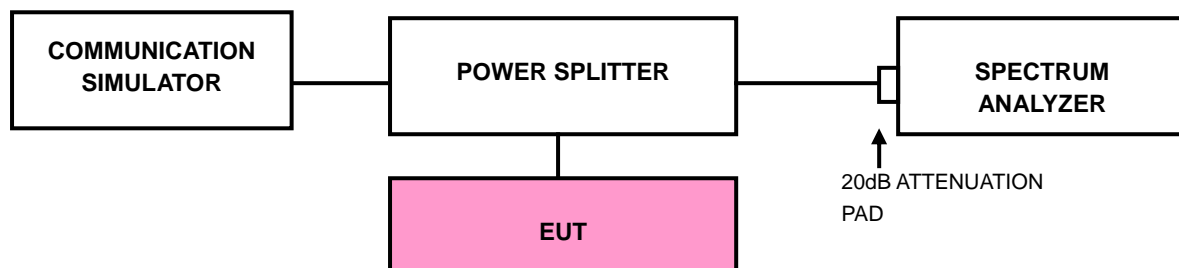 COMMUNICATION
SIMULATOR
POWER SPLITTER
SPECTRUM
ANALYZER
20dB ATTENUATION
PAD
EUT